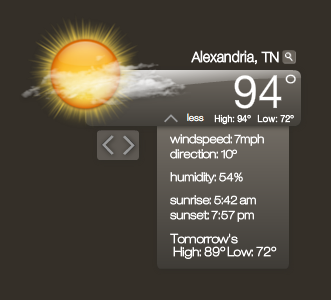 Alexandria, TN
94°
less High: 94° Low: 72°
windspeed: 7mph
direction: 10°
humidity: 54%
sunrise: 5:42 am
sunset: 7:57 pm
Tomorrow's
High: 89° Low: 72°